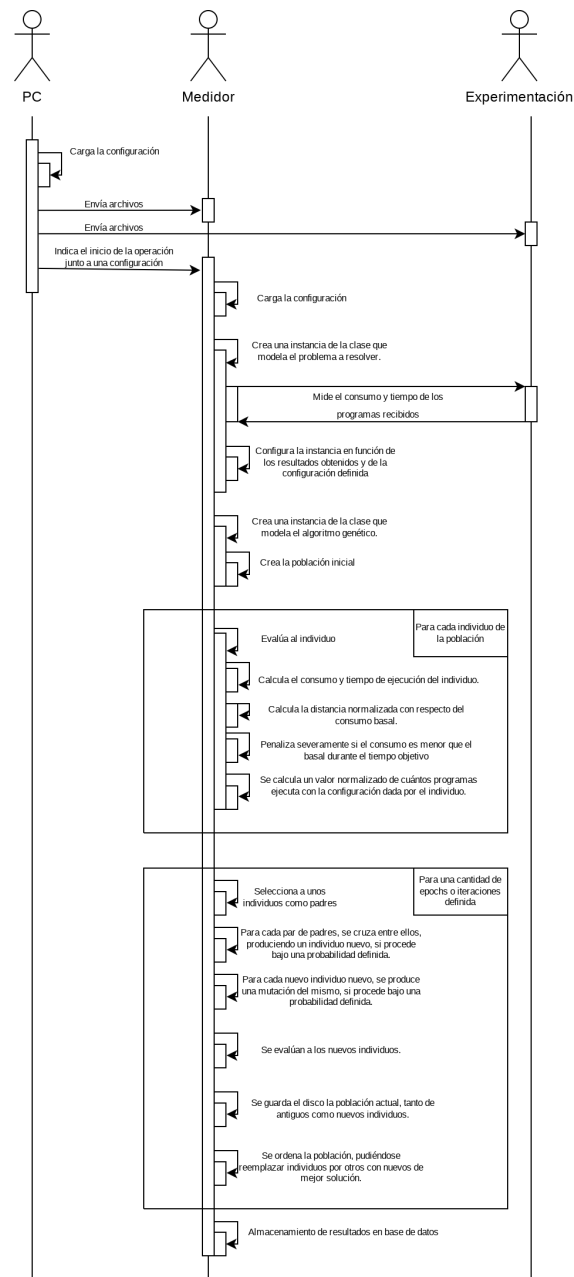 PC
Medidor
Experimentación
Carga la configuración
Envía archivos
Envía archivos
Indica el inicio de la operación
junto a una configuración
Carga la configuración
Crea una instancia de la clase que
modela el problema a resolver.
Mide el consumo y tiempo de los
programas recibidos
Configura la instancia en función de
los resultados obtenidos y de la
configuración definida
Crea una instancia de la clase que
modela el algoritmo genético.
Crea la población inicial
Para cada individuo de
la población
Evalúa al individuo
Calcula el consumo y tiempo de ejecución del individuo.
Calcula la distancia normalizada con respecto del
consumo basal.
Penaliza severamente si el consumo es menor que el
basal durante el tiempo objetivo
Se calcula un valor normalizado de cuántos programas
ejecuta con la configuración dada por el individuo.
Para una cantidad de
epochs o iteraciones
definida
Selecciona a unos
individuos como padres
Para cada par de padres, se cruza entre ellos,
produciendo un individuo nuevo, si procede
bajo una probabilidad definida.
Para cada nuevo individuo nuevo, se produce
una mutación del mismo, si procede bajo una
probabilidad definida.
Se evalúan a los nuevos individuos.
Se guarda el disco la población actual, tanto de
antiguos como nuevos individuos.
Se ordena la población, pudiéndose
reemplazar individuos por otros con nuevos de
mejor solución.
Almacenamiento de resultados en base de datos